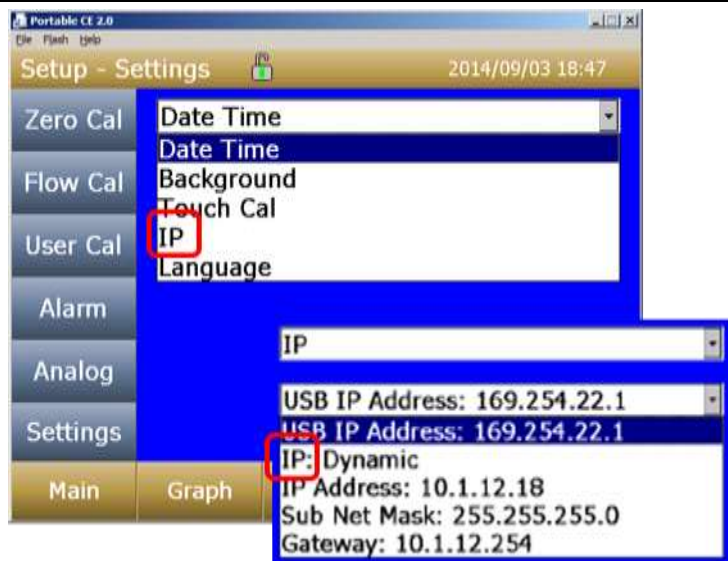 Portable CE 2.0
File Flash Help
Setup - Settings
2014/09/03 18:47
Zero Cal
Flow Cal
User Cal
Alarm
Analog
Settings
Date Time
Date Time
Background
Touch Cal
IP
Language
IP
USB IP Address: 169.254.22.1
USB IP Address: 169.254.22.1
IP: Dynamic
IP Address: 10.1.12.18
Sub Net Mask: 255.255.255.0
Gateway: 10.1.12.254
Main
Graph